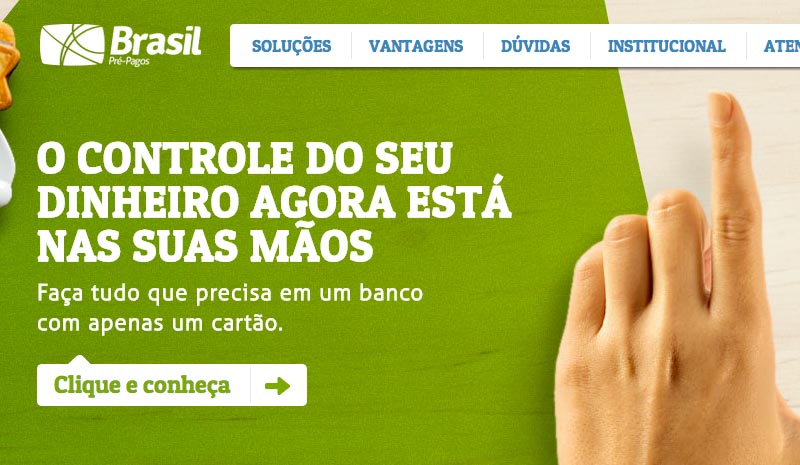 Brasil
Pré-Pagos
SOLUÇÕES
VANTAGENS
DÚVIDAS
INSTITUCIONAL
ATEN
O CONTROLE DO SEU
DINHEIRO AGORA ESTÁ
NAS SUAS MÃOS
Faça tudo que precisa em um banco
com apenas um cartão.
Clique e conheça